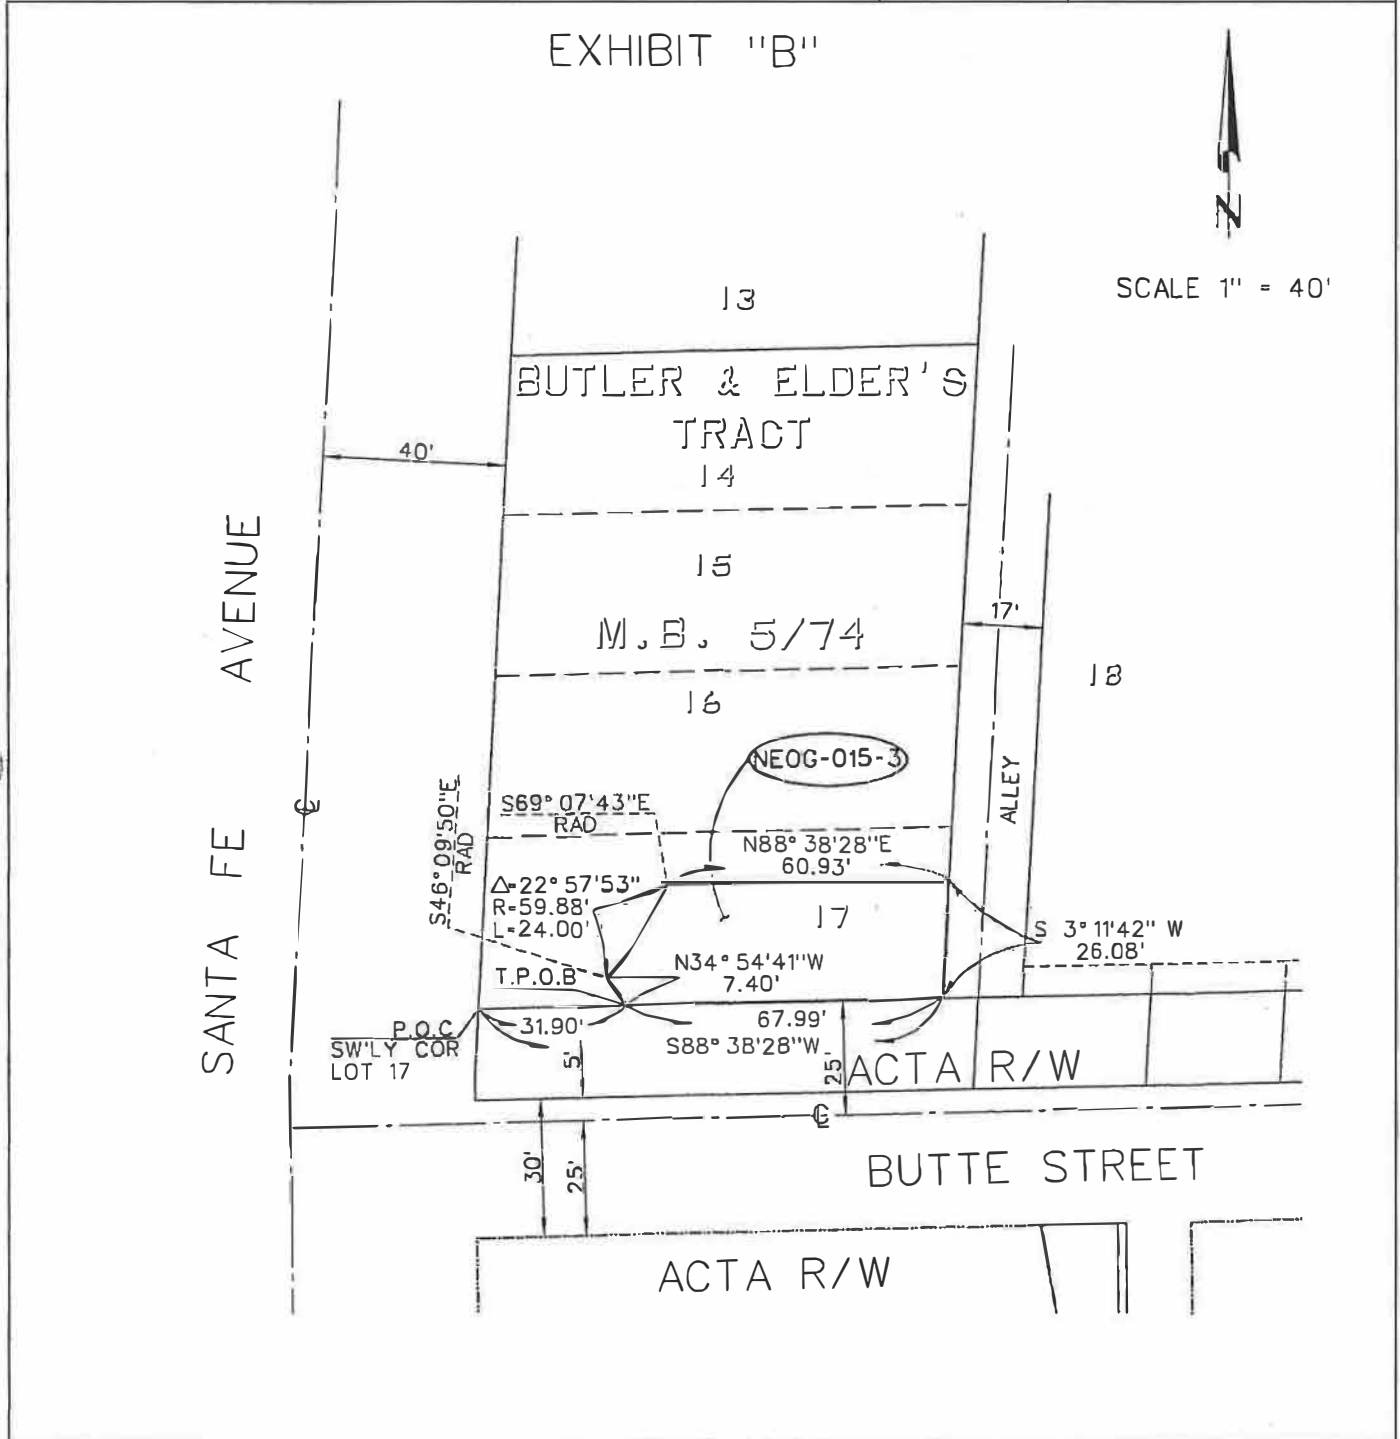 EXHIBIT "B"
N
SCALE 1" = 40'
13
BUTLER & ELDER'S
TRACT
40'
14
15
AVENUE
17'
M.B. 5/74
18
16
NEOG-015-3
ALLEY
S69°07'43"E
RAD
S46°09'50"E
RAD
N88°38'28"E
60.93'
Δ=22°57'53"
R=59.88'
L=24.00'
17
S 3°11'42" W
26.08'
SANTA FE
N34°54'41"W
7.40'
T.P.O.B
31.90'
67.99'
P.O.C
SW'LY COR
LOT 17
S88°38'28"W
5'
25'
ACTA R/W
℄
℄
BUTTE STREET
30'
25'
ACTA R/W